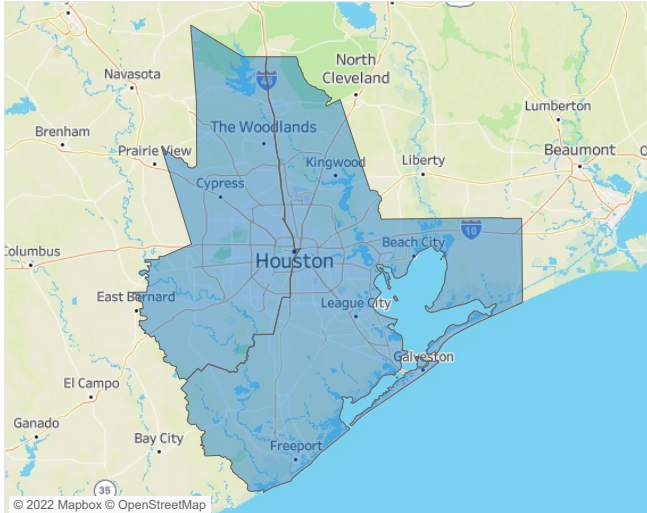 North
Cleveland
Navasota
45
Lumberton
Brenham
The Woodlands
Beaumont
Prairie View
Kingwood
Liberty
Cypress
10
Columbus
Beach City
Houston
East Bernard
League City
Galveston
El Campo
Ganado
Bay City
Freeport
35
© 2022 Mapbox © OpenStreetMap